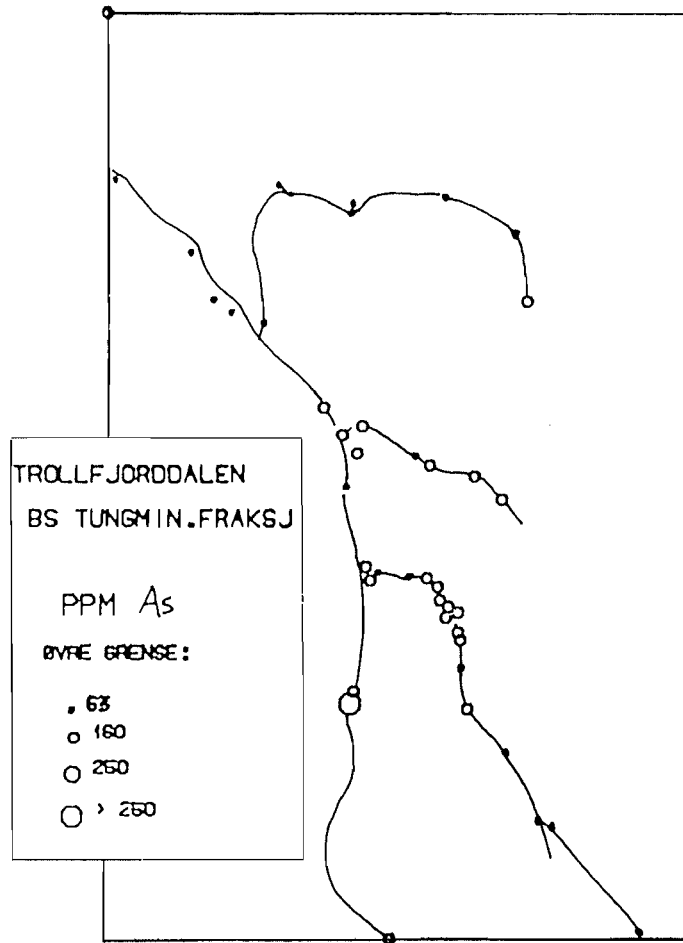 TROLLFJORDDALEN
BS TUNGMIN.FRAKSJ
PPM As
ØVRE GRENSE:
63
160
250
> 250